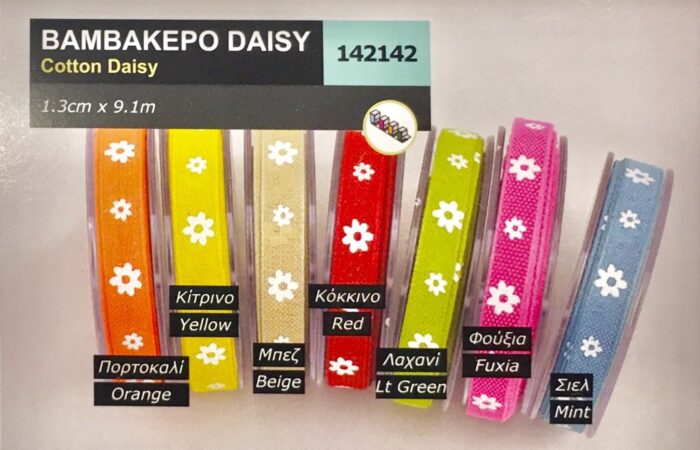 ΒΑΜΒΑΚΕΡΟ DAISY
Cotton Daisy
142142
1.3cm x 9.1m
Πορτοκαλί
Orange
Κίτρινο
Yellow
Μπεζ
Beige
Κόκκινο
Red
Λαχανί
Lt Green
Φούξια
Fuxia
Σιελ
Mint